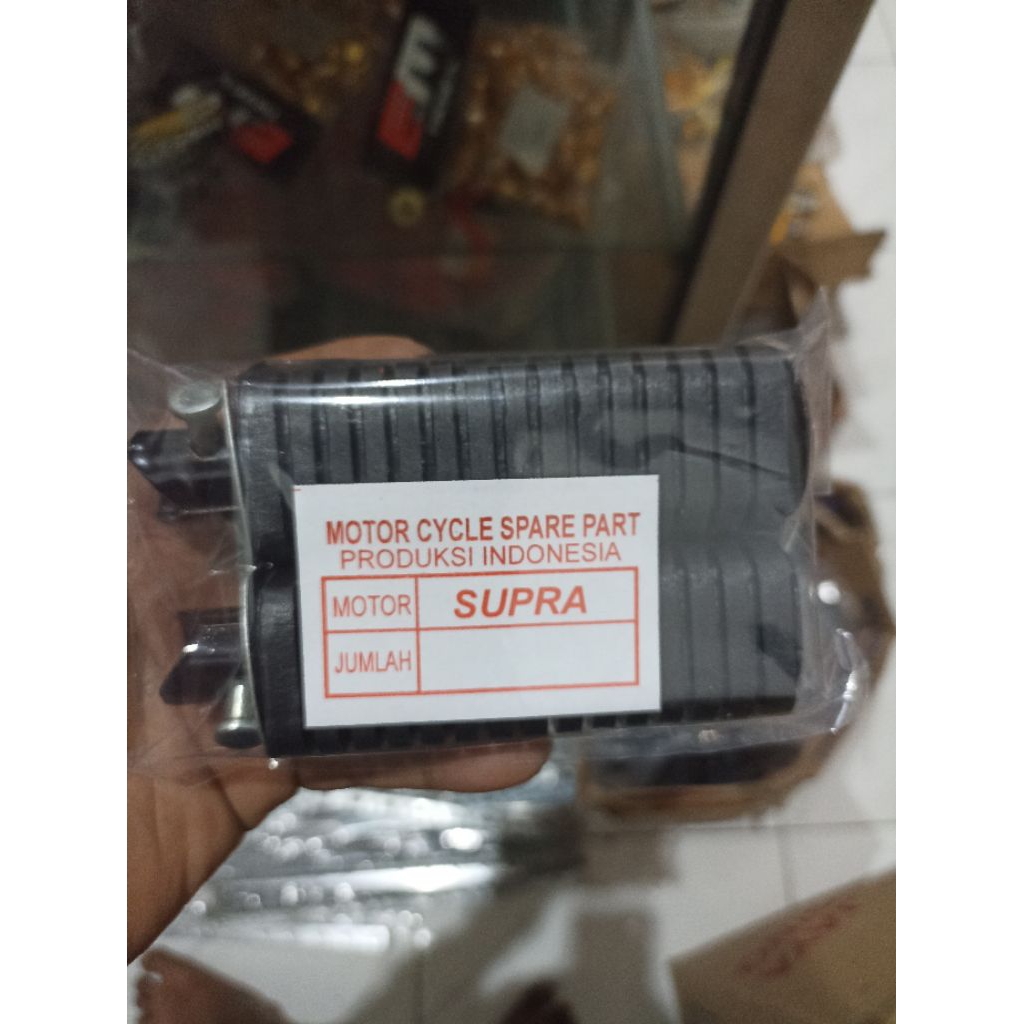 MOTOR CYCLE SPARE PART
PRODUKSI INDONESIA
MOTOR SUPRA
JUMLAH